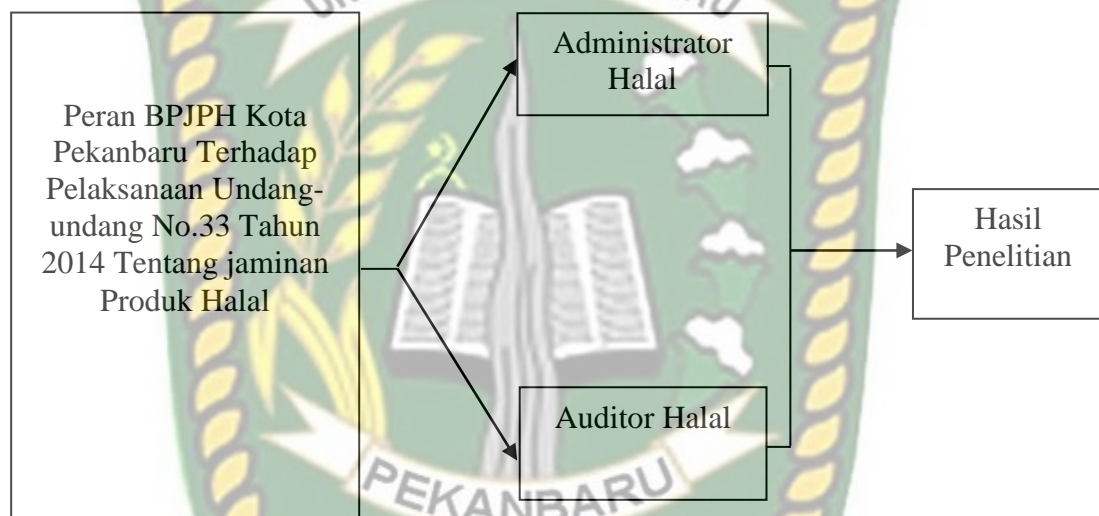 Peran BPJPH Kota
Pekanbaru Terhadap
Pelaksanaan Undang-
undang No.33 Tahun
2014 Tentang jaminan
Produk Halal
Administrator
Halal
Auditor Halal
Hasil
Penelitian
PEKANBARU